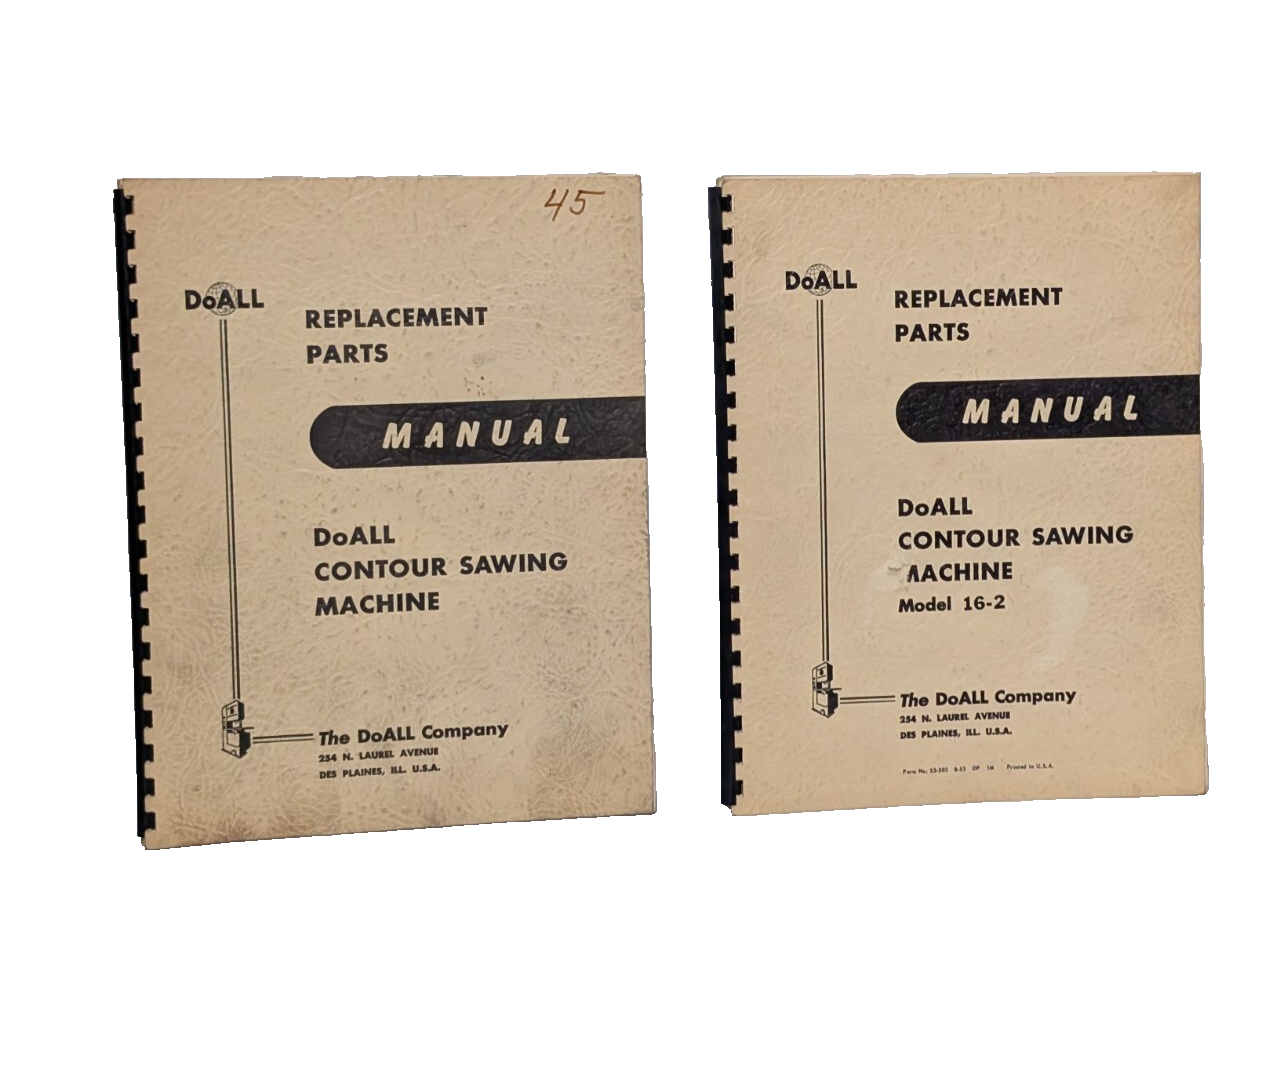 45
DoALL
REPLACEMENT
PARTS
MANUAL
DoALL
CONTOUR SAWING
MACHINE
The DoALL Company
254 N. LAUREL AVENUE
DES PLAINES, ILL. U.S.A.
DoALL
REPLACEMENT
PARTS
MANUAL
DoALL
CONTOUR SAWING
MACHINE
Model 16-2
The DoALL Company
254 N. LAUREL AVENUE
DES PLAINES, ILL. U.S.A.
Form No. Printed in U.S.A.